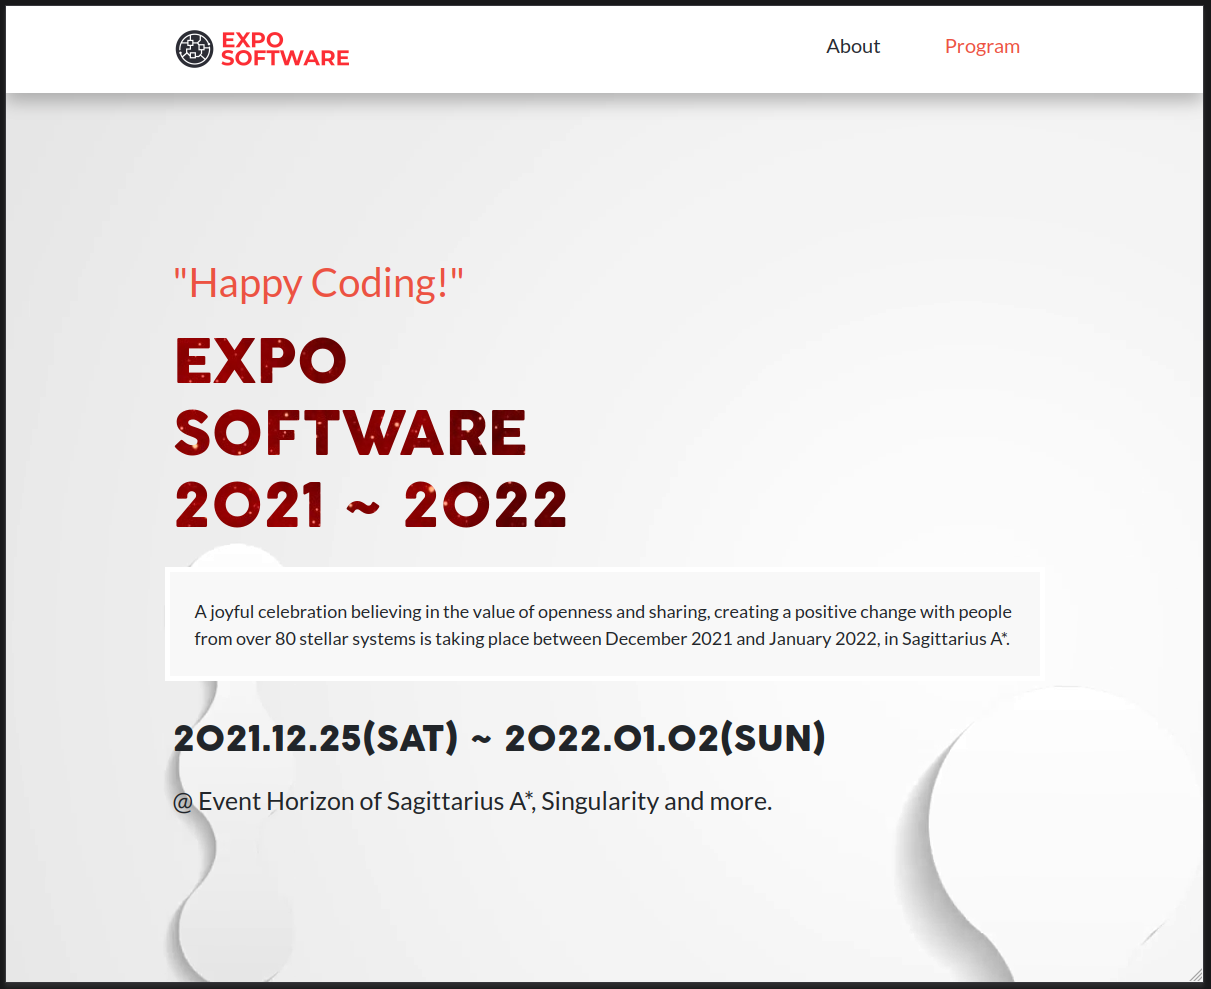 EXPO
SOFTWARE
About
Program
"Happy Coding!"
EXPO
SOFTWARE
2021 ~ 2022
A joyful celebration believing in the value of openness and sharing, creating a positive change with people
from over 80 stellar systems is taking place between December 2021 and January 2022, in Sagittarius A*.
2021.12.25(SAT) ~ 2022.01.02(SUN)
@ Event Horizon of Sagittarius A*, Singularity and more.